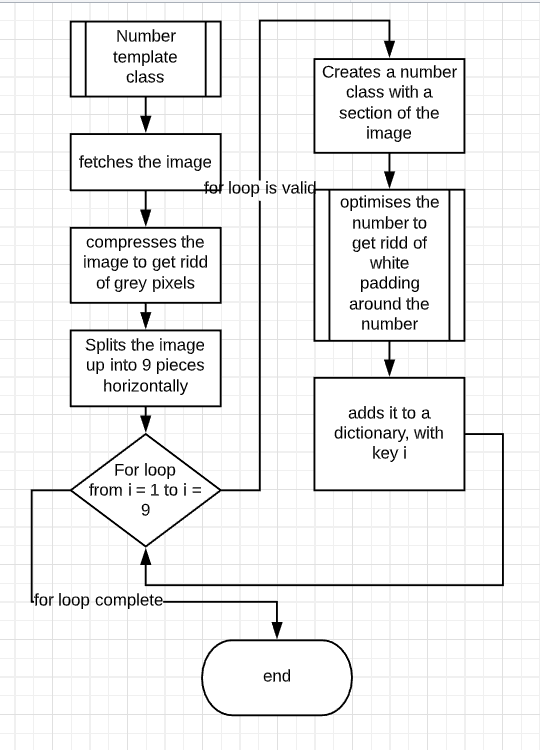 Number
template
class
fetches the image
compresses the
image to get ridd
of grey pixels
Splits the image
up into 9 pieces
horizontally
For loop
from i = 1 to i =
9
for loop is valid
Creates a number
class with a
section of the
image
optimises the
number to
get ridd of
white
padding
around the
number
adds it to a
dictionary, with
key i
for loop complete
end